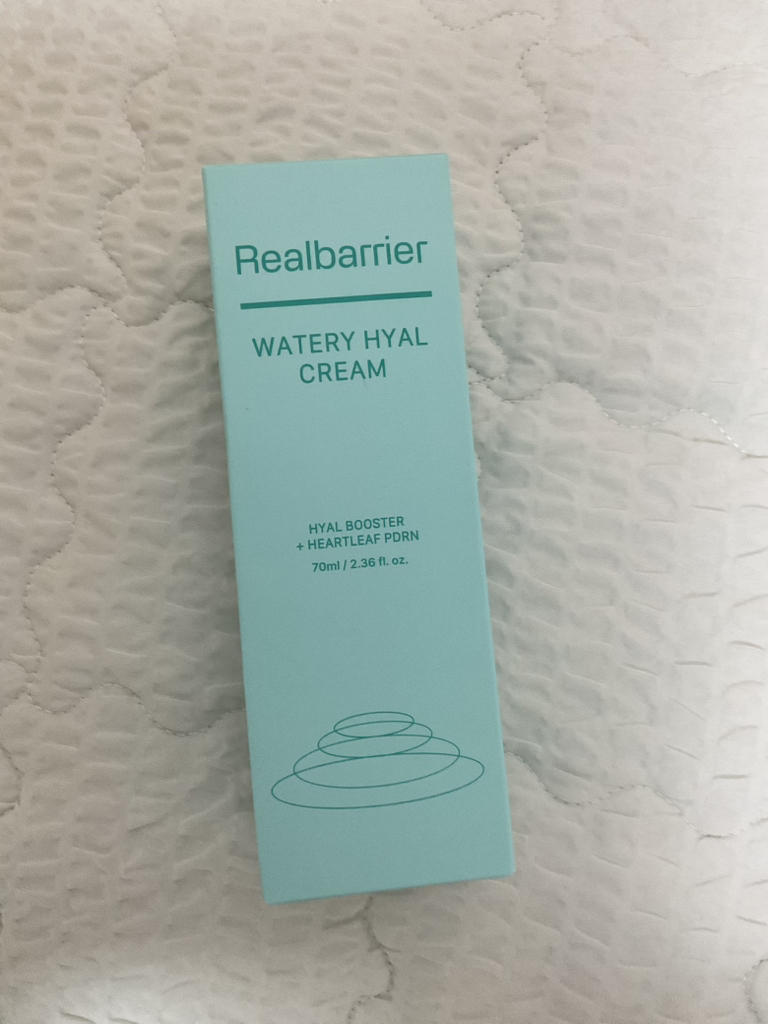 Realbarrier
WATERY HYAL
CREAM
HYAL BOOSTER
+ HEARTLEAF PDRN
70ml / 2.36 fl. oz.